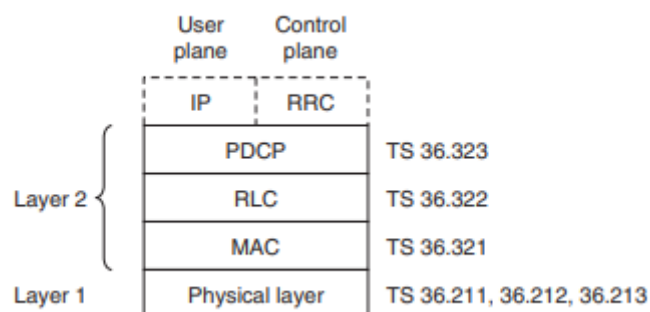 User Control
plane plane
IP RRC
PDCP TS 36.323
Layer 2 RLC TS 36.322
MAC TS 36.321
Layer 1 Physical layer TS 36.211, 36.212, 36.213